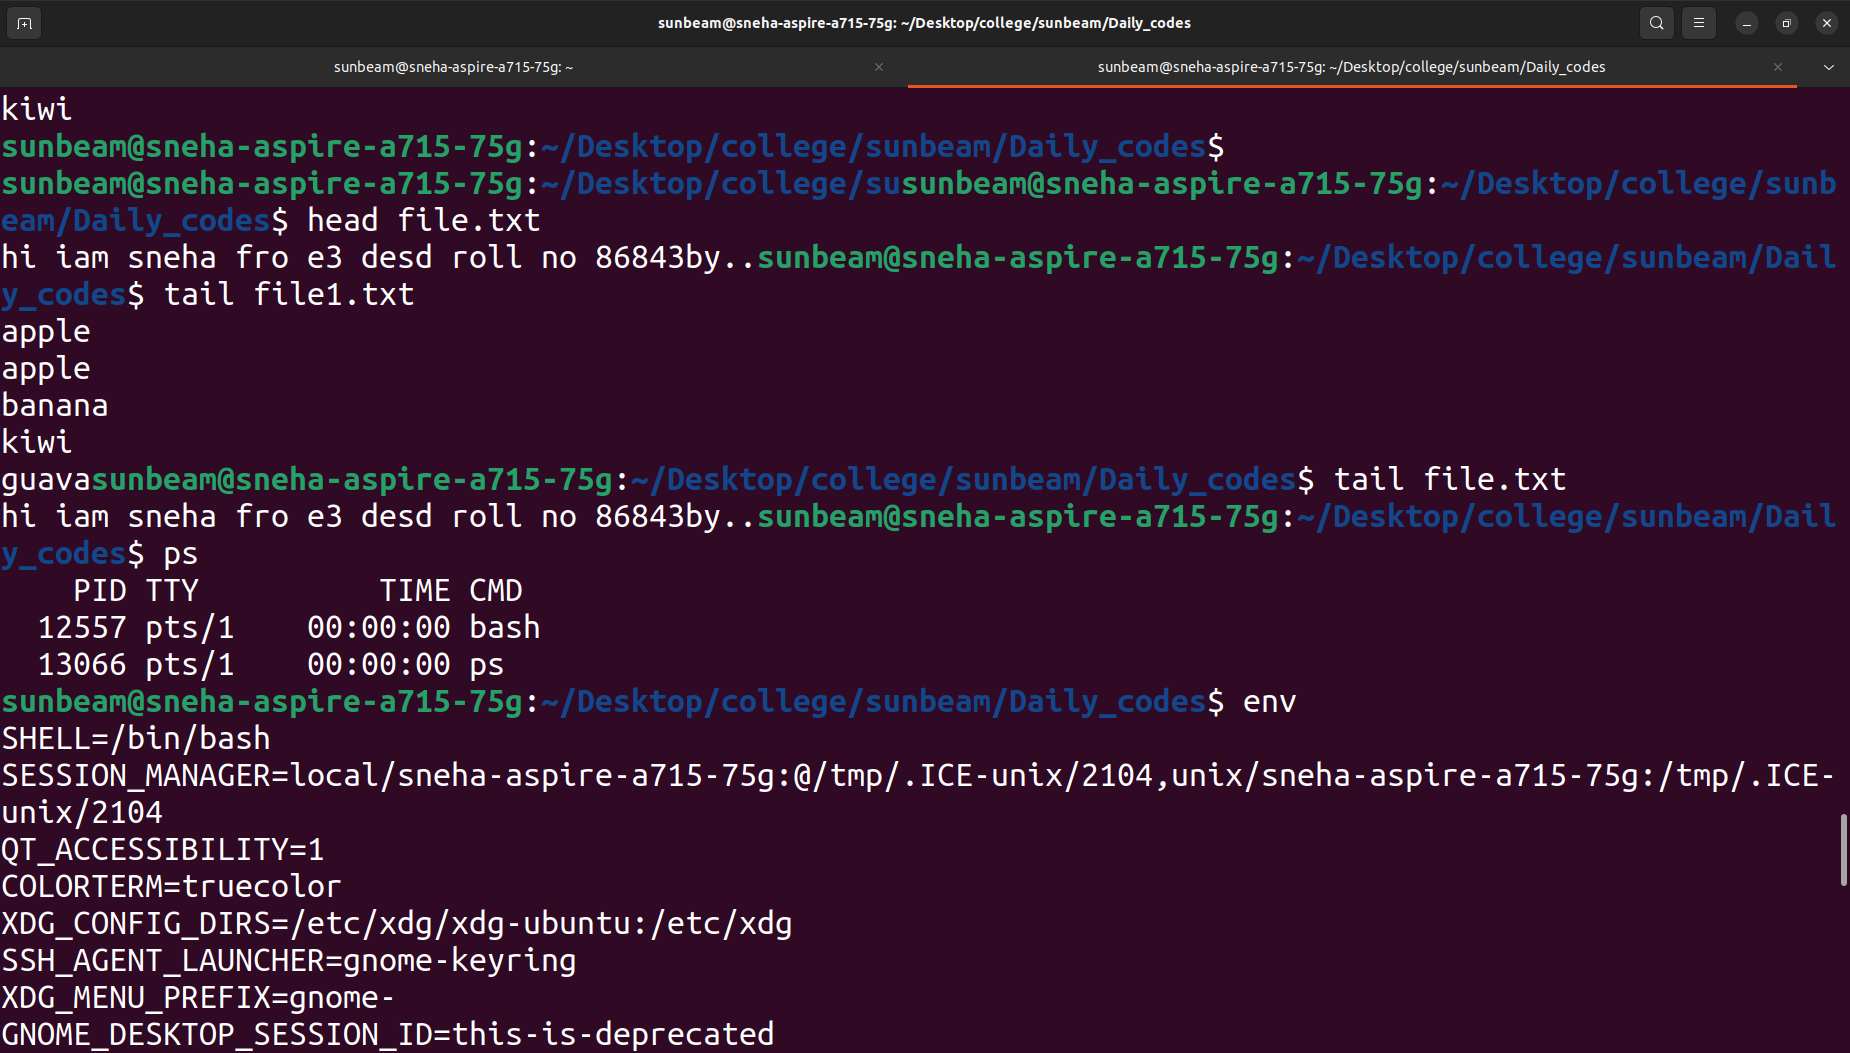 sunbeam@sneha-aspire-a715-75g: ~/Desktop/college/sunbeam/Daily_codes
sunbeam@sneha-aspire-a715-75g: ~
sunbeam@sneha-aspire-a715-75g: ~/Desktop/college/sunbeam/Daily_codes
kiwi
sunbeam@sneha-aspire-a715-75g:~/Desktop/college/sunbeam/Daily_codes$
sunbeam@sneha-aspire-a715-75g:~/Desktop/college/susunbeam@sneha-aspire-a715-75g:~/Desktop/college/sunb
eam/Daily_codes$ head file.txt
hi iam sneha fro e3 desd roll no 86843by..sunbeam@sneha-aspire-a715-75g:~/Desktop/college/sunbeam/Dail
y_codes$ tail file1.txt
apple
apple
banana
kiwi
guavasunbeam@sneha-aspire-a715-75g:~/Desktop/college/sunbeam/Daily_codes$ tail file.txt
hi iam sneha fro e3 desd roll no 86843by..sunbeam@sneha-aspire-a715-75g:~/Desktop/college/sunbeam/Dail
y_codes$ ps
    PID TTY          TIME CMD
  12557 pts/1    00:00:00 bash
  13066 pts/1    00:00:00 ps
sunbeam@sneha-aspire-a715-75g:~/Desktop/college/sunbeam/Daily_codes$ env
SHELL=/bin/bash
SESSION_MANAGER=local/sneha-aspire-a715-75g:@/tmp/.ICE-unix/2104,unix/sneha-aspire-a715-75g:/tmp/.ICE-
unix/2104
QT_ACCESSIBILITY=1
COLORTERM=truecolor
XDG_CONFIG_DIRS=/etc/xdg/xdg-ubuntu:/etc/xdg
SSH_AGENT_LAUNCHER=gnome-keyring
XDG_MENU_PREFIX=gnome-
GNOME_DESKTOP_SESSION_ID=this-is-deprecated